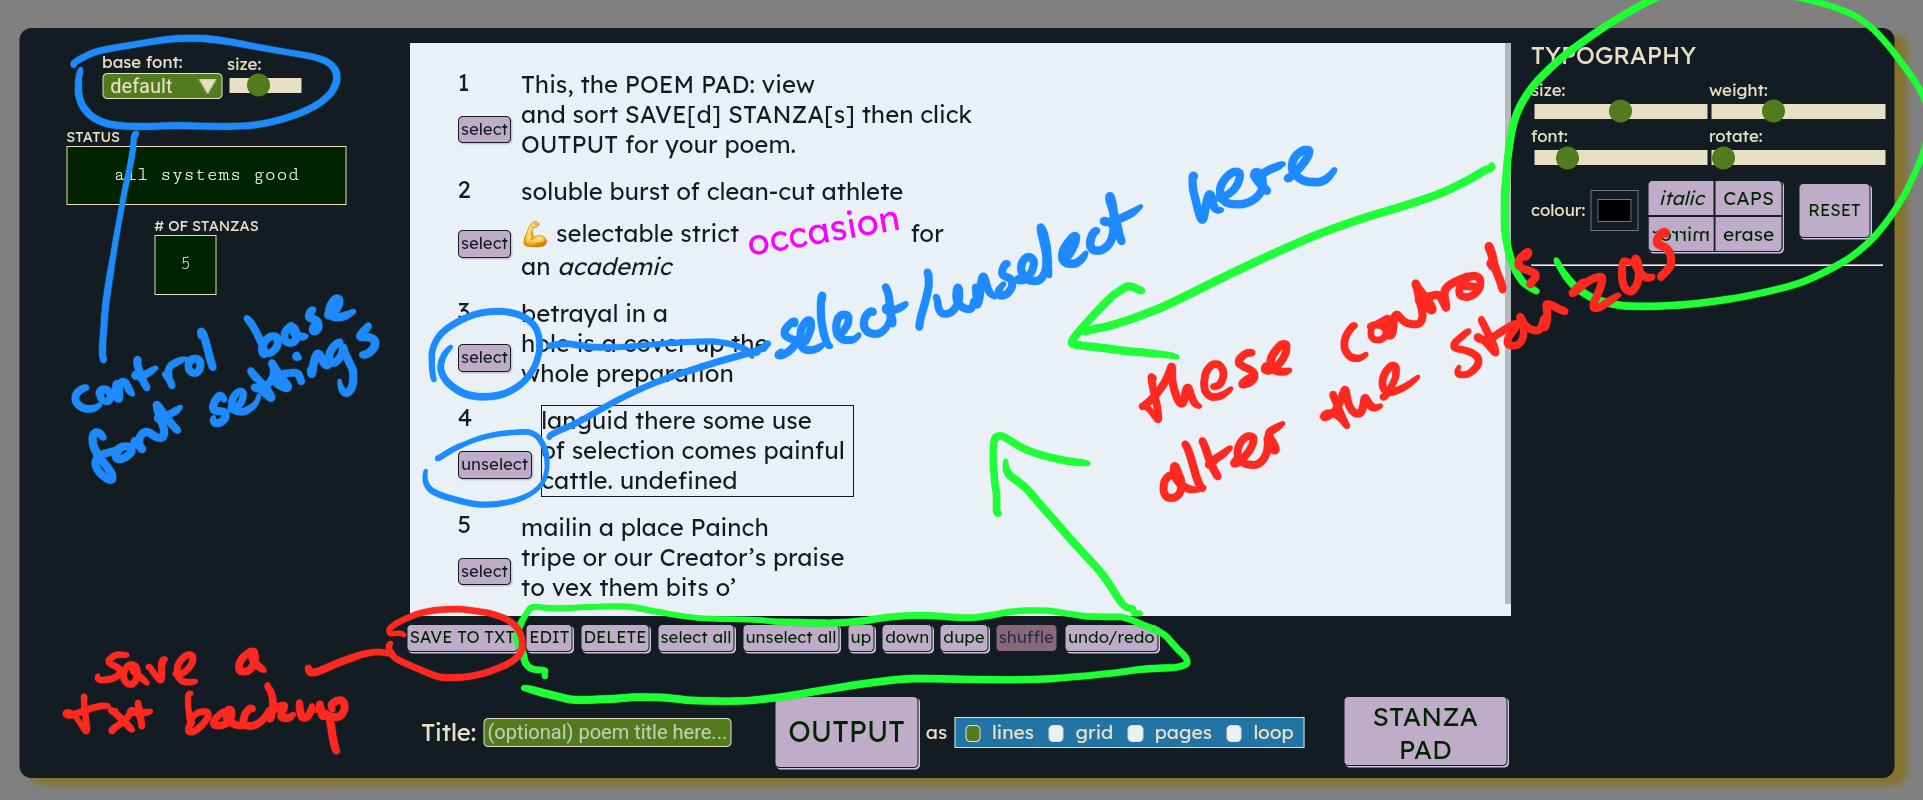 base font:
size:
default
STATUS
all systems good
# OF STANZAS
5
control base
font settings
1
This, the POEM PAD: view
and sort SAVE[d] STANZA[s] then click
select
OUTPUT for your poem.
2
soluble burst of clean-cut athlete
select
💪 selectable strict occasion for
an academic
3
betrayal in a
hole is a cover up the
select
whole preparation
4
languid there some use
of selection comes painful
unselect
cattle. undefined
5
mailin a place Painch
tripe or our Creator’s praise
select
to vex them bits o’
select/unselect here
TYPOGRAPHY
size:
weight:
font:
rotate:
colour:
italic
CAPS
mirror
erase
RESET
these controls
alter the stanzas
SAVE TO TXT
EDIT
DELETE
select all
unselect all
up
down
dupe
shuffle
undo/redo
save a
txt backup
Title:
(optional) poem title here...
OUTPUT
as
lines
grid
pages
loop
STANZA
PAD